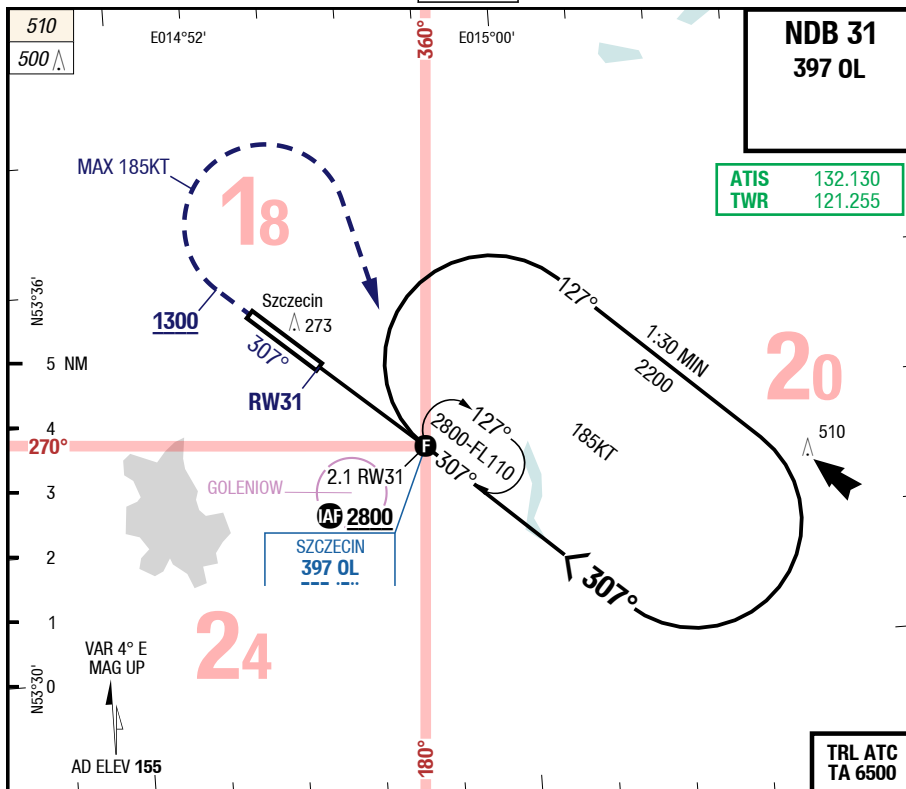 510
500
E014°52'
360°
E015°00'
NDB 31
397 OL
MAX 185KT
ATIS 132.130
TWR 121.255
18
N53°36'
127°
Szczecin
273
1300
307°
1:30 MIN
2200
20
5 NM
RW31
4
127°
2800-FL110
185KT
510
270°
F
307°
2.1 RW31
3
GOLENIOW
IAF 2800
2
SZCZECIN
397 OL
307°
1
24
VAR 4° E
MAG UP
N53°30'
0
180°
AD ELEV 155
TRL ATC
TA 6500